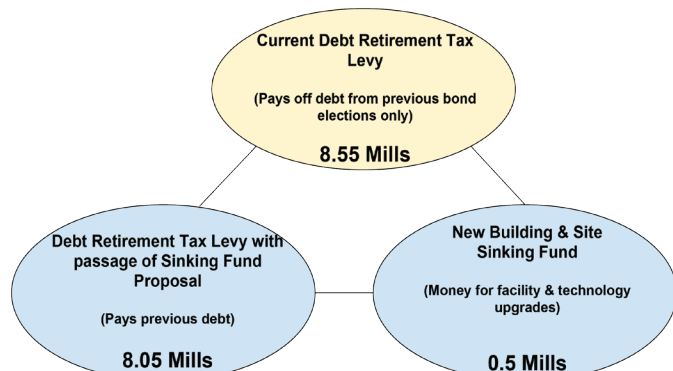 Current Debt Retirement Tax
Levy
(Pays off debt from previous bond
elections only)
8.55 Mills
Debt Retirement Tax Levy with
passage of Sinking Fund
Proposal
(Pays previous debt)
8.05 Mills
New Building & Site
Sinking Fund
(Money for facility & technology
upgrades)
0.5 Mills